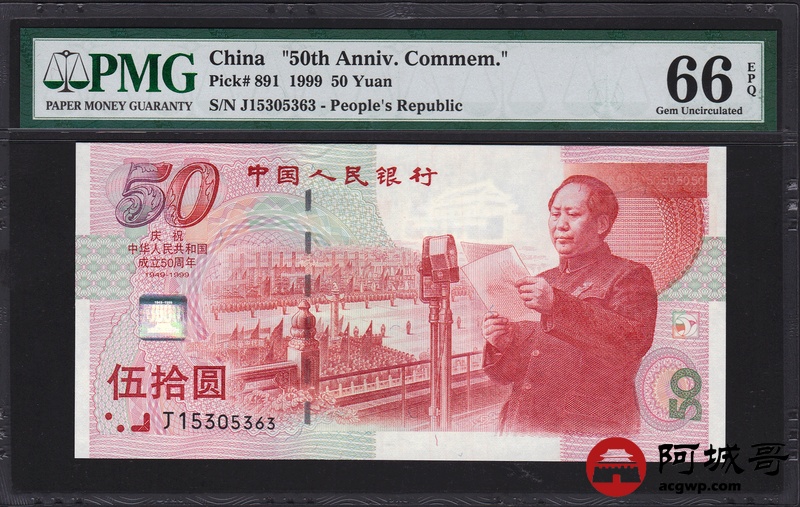 PMG
PAPER MONEY GUARANTY
China "50th Anniv. Commem."
Pick# 891 1999 50 Yuan
S/N J15305363 - People's Republic
66
EPQ
Gem Uncirculated
50
中国人民银行
庆祝
中华人民共和国
成立50周年
1949-1999
伍拾圆
J15305363
50
阿城哥
acgwp.com